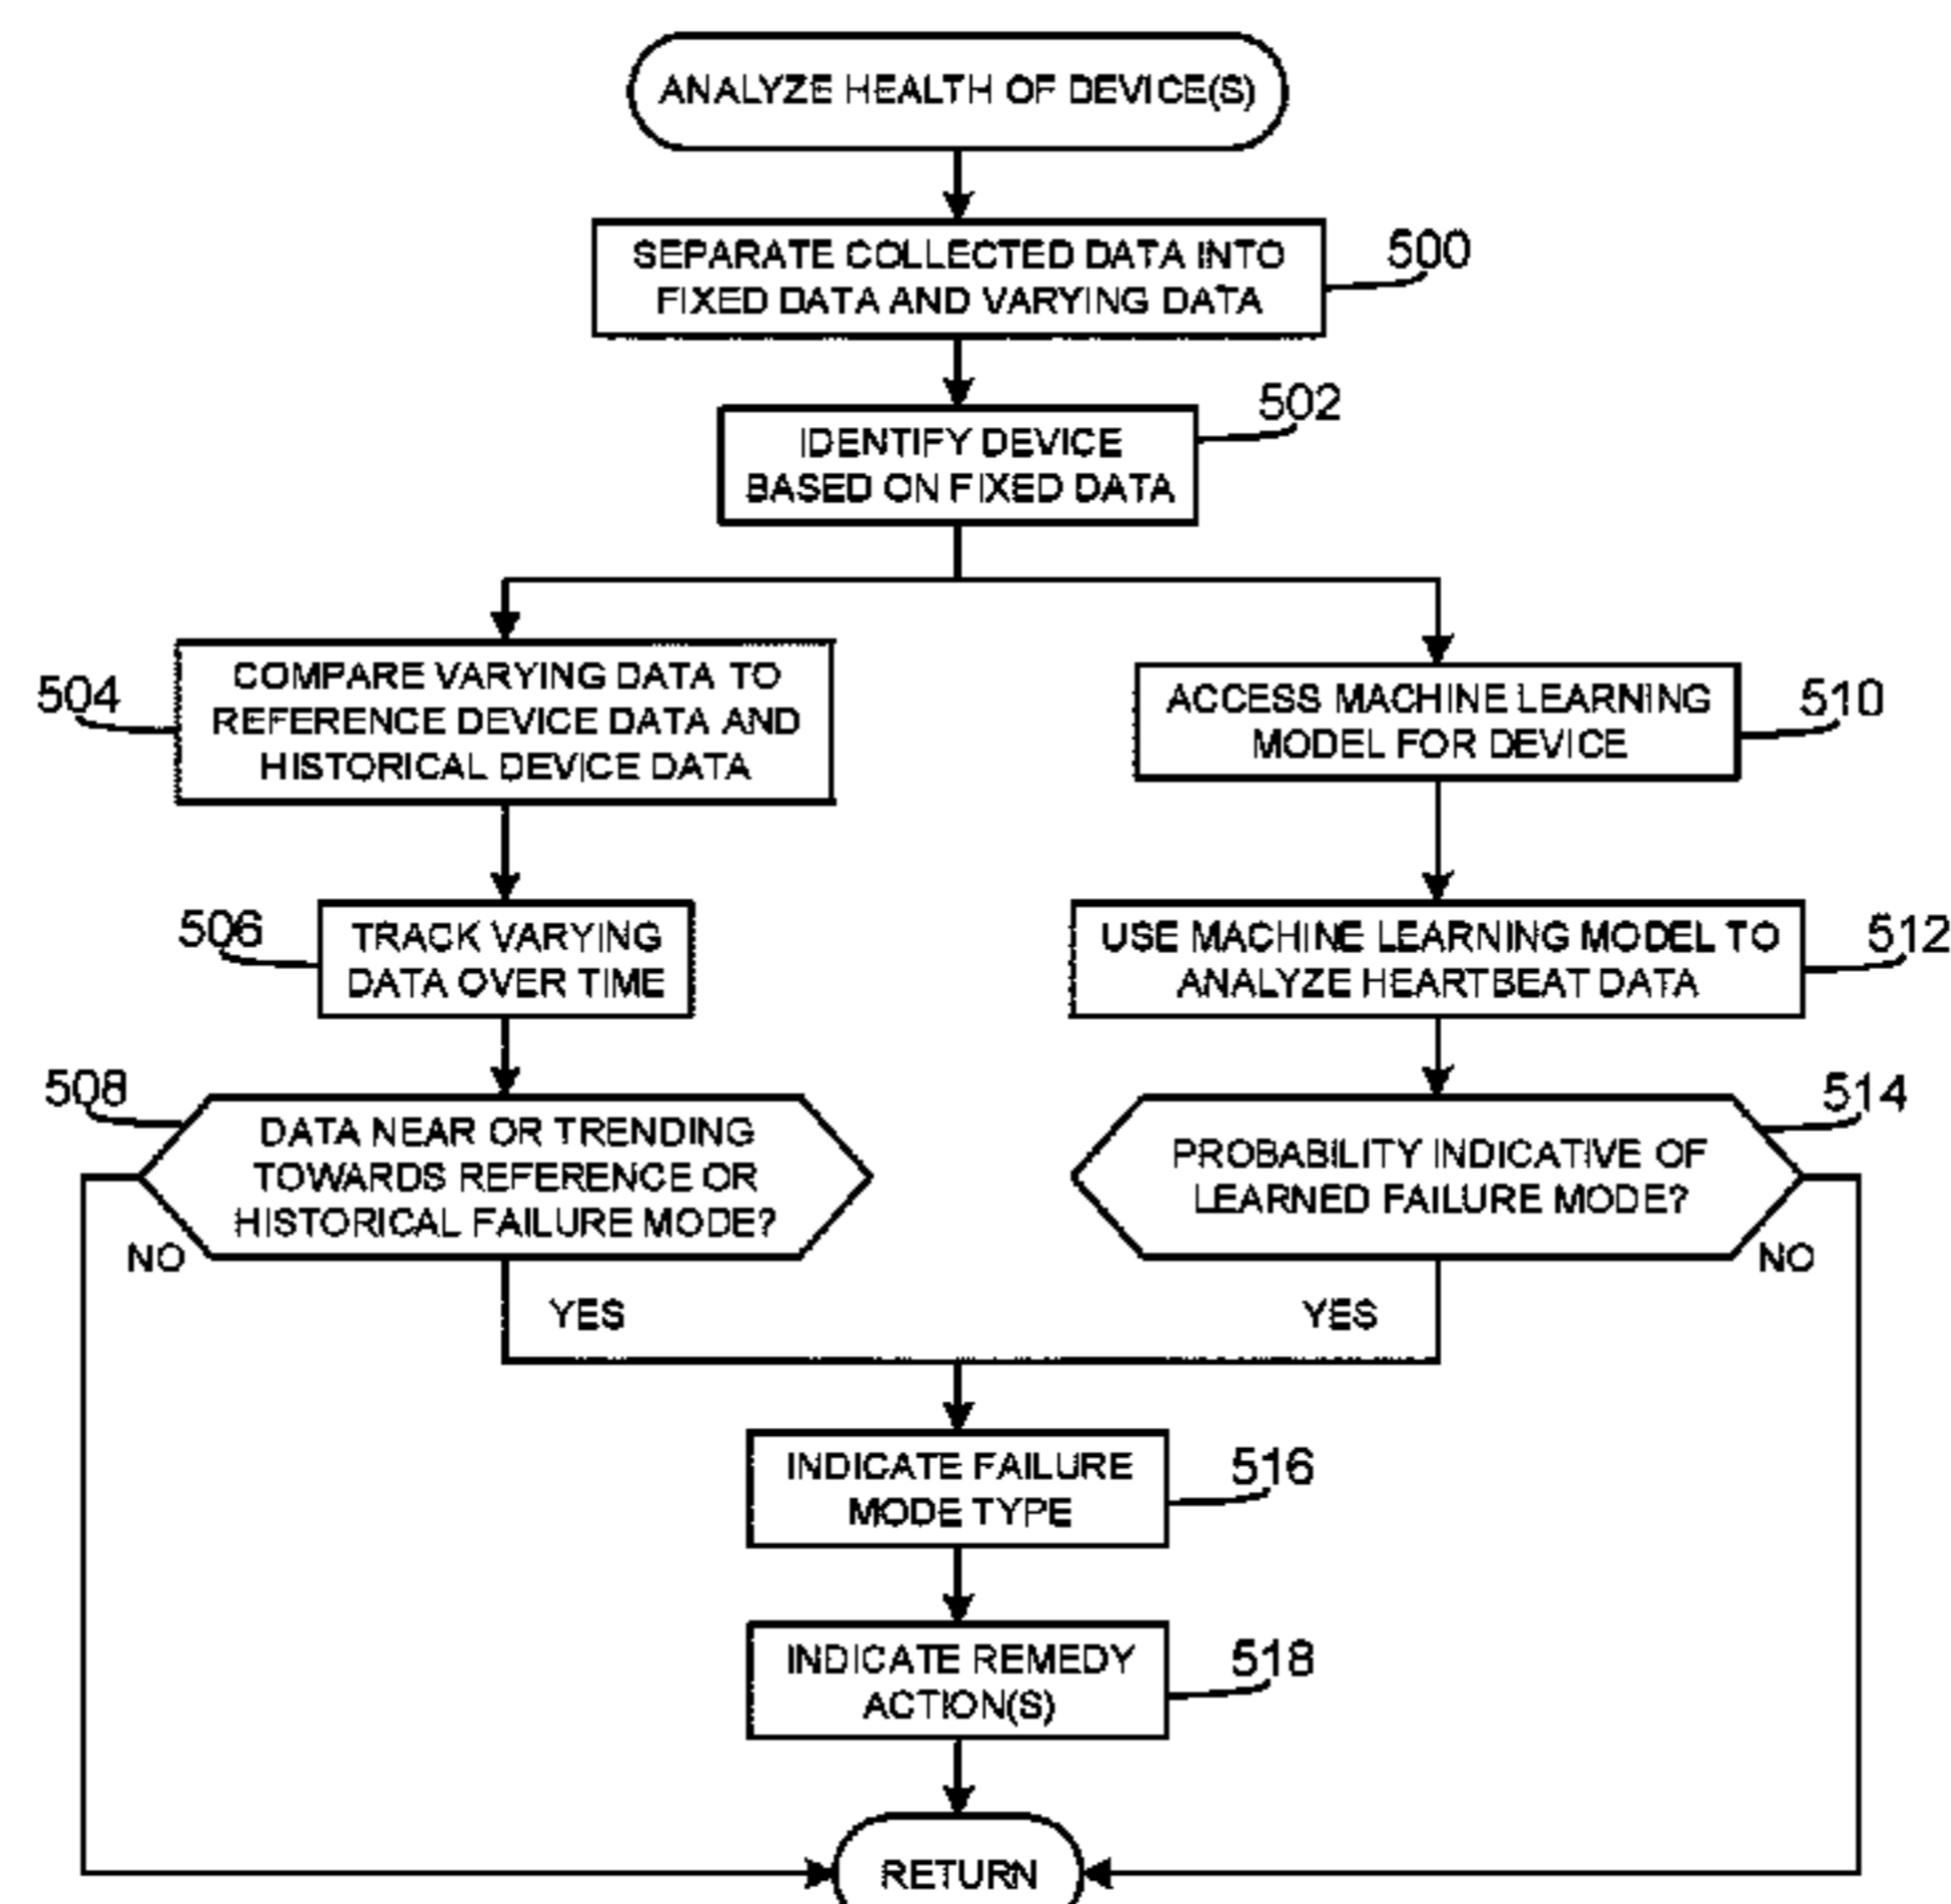 ANALYZE HEALTH OF DEVICE(S)
SEPARATE COLLECTED DATA INTO
FIXED DATA AND VARYING DATA
500
IDENTIFY DEVICE
BASED ON FIXED DATA
502
504
COMPARE VARYING DATA TO
REFERENCE DEVICE DATA AND
HISTORICAL DEVICE DATA
ACCESS MACHINE LEARNING
MODEL FOR DEVICE
510
506
TRACK VARYING
DATA OVER TIME
USE MACHINE LEARNING MODEL TO
ANALYZE HEARTBEAT DATA
512
508
DATA NEAR OR TRENDING
TOWARDS REFERENCE OR
HISTORICAL FAILURE MODE?
NO
YES
PROBABILITY INDICATIVE OF
LEARNED FAILURE MODE?
514
NO
YES
INDICATE FAILURE
MODE TYPE
516
INDICATE REMEDY
ACTION(S)
518
RETURN